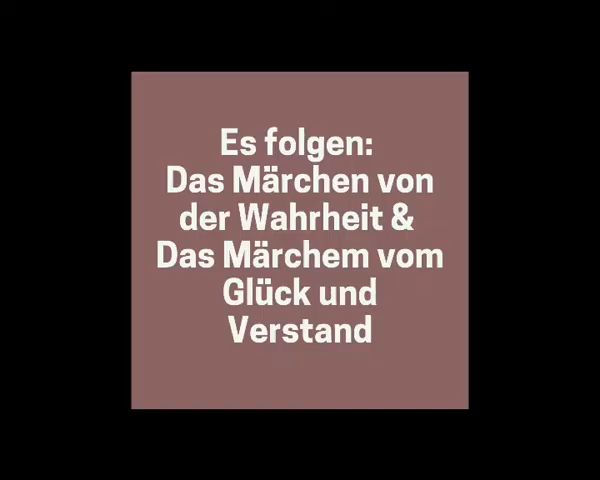 Es folgen:
Das Märchen von
der Wahrheit &
Das Märchem vom
Glück und
Verstand